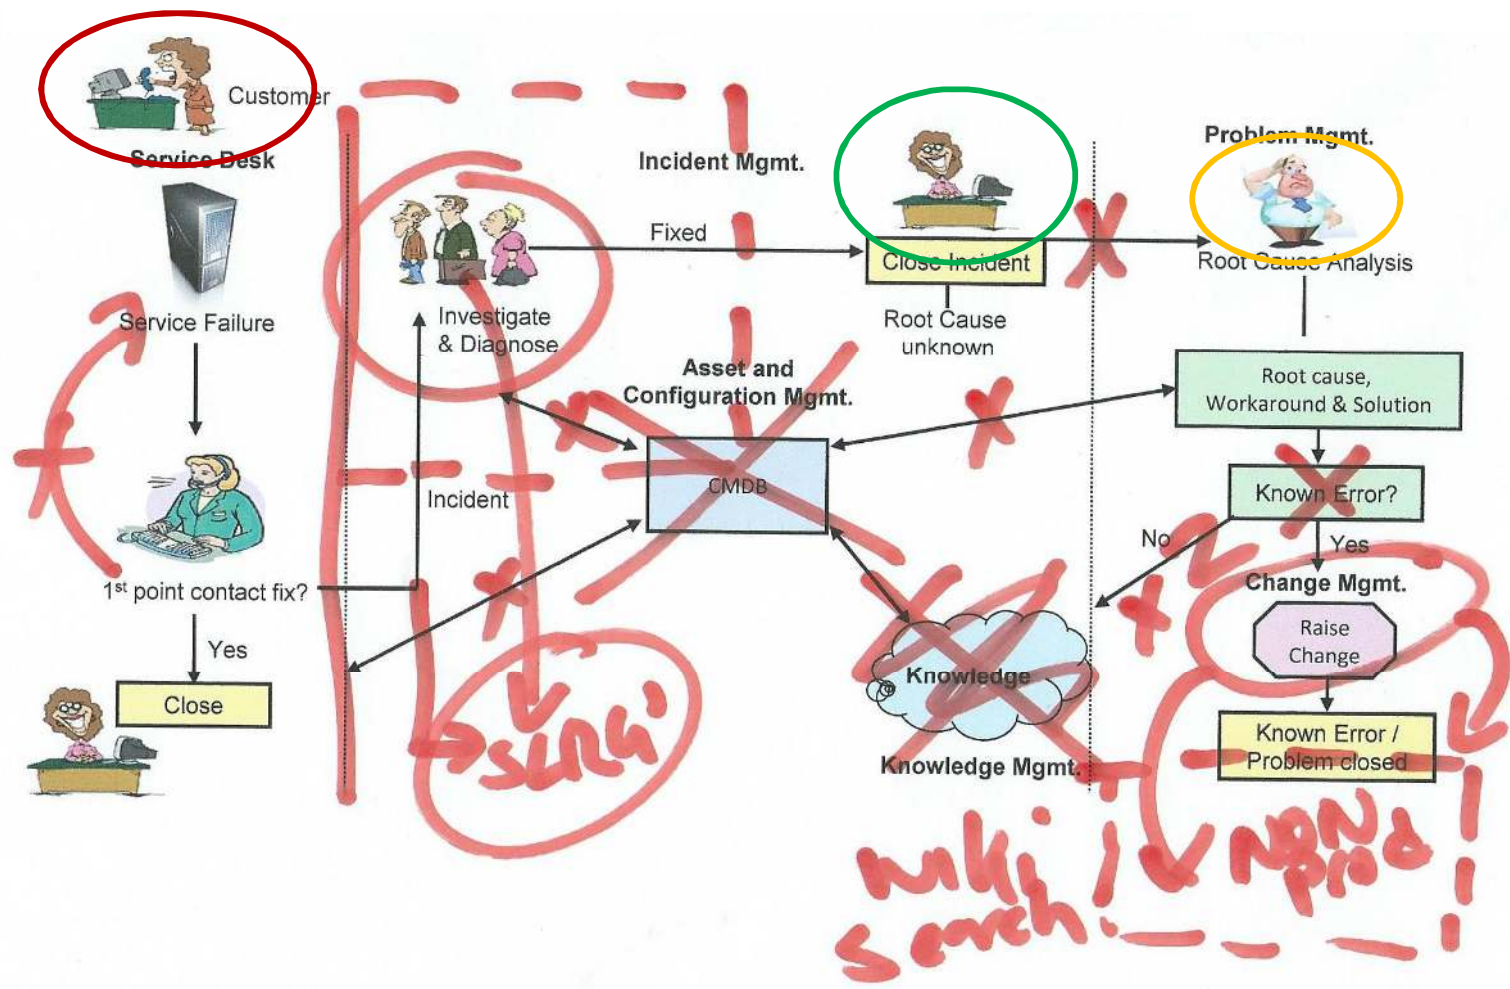 Customer
Service Desk
Service Failure
1st point contact fix?
Yes
Close
Incident Mgmt.
Investigate
& Diagnose
Fixed
Close Incident
Root Cause
unknown
Incident
Asset and
Configuration Mgmt.
CMDB
Knowledge
Knowledge Mgmt.
Problem Mgmt.
Root Cause Analysis
Root cause,
Workaround & Solution
Known Error?
No
Yes
Change Mgmt.
Raise
Change
Known Error /
Problem closed
wiki
search
NON
prod